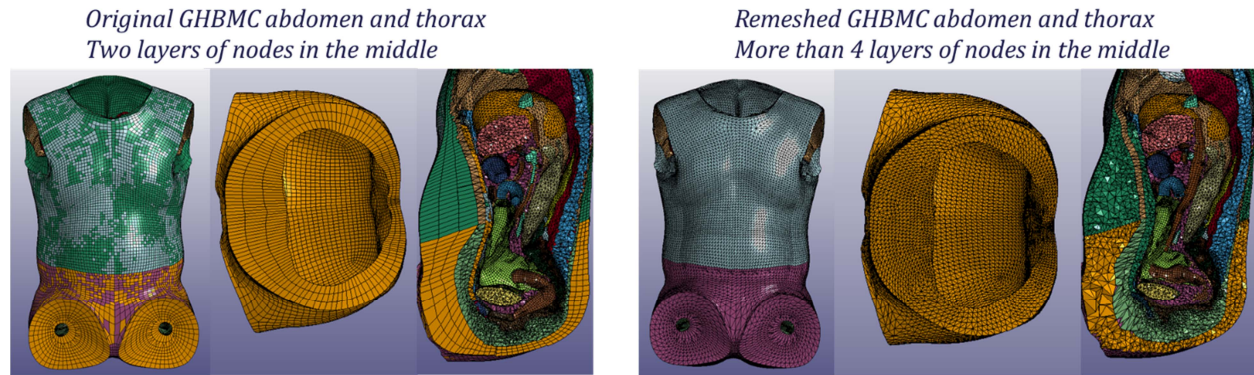 Original GHBMC abdomen and thorax
Two layers of nodes in the middle
Remeshed GHBMC abdomen and thorax
More than 4 layers of nodes in the middle